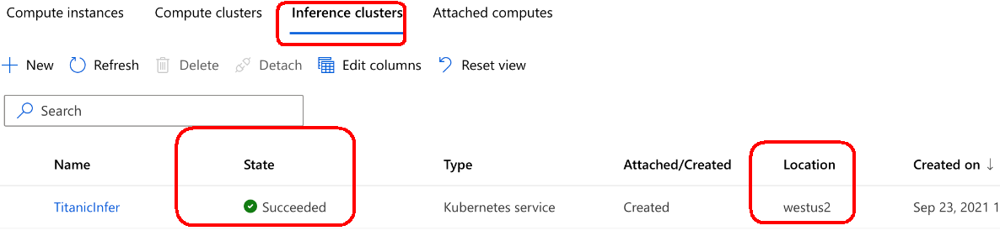 Compute instances Compute clusters Inference clusters Attached computes
New Refresh Delete Detach Edit columns Reset view
Search
Name State Type Attached/Created Location Created on ↓
TitanicInfer Succeeded Kubernetes service Created westus2 Sep 23, 2021 1